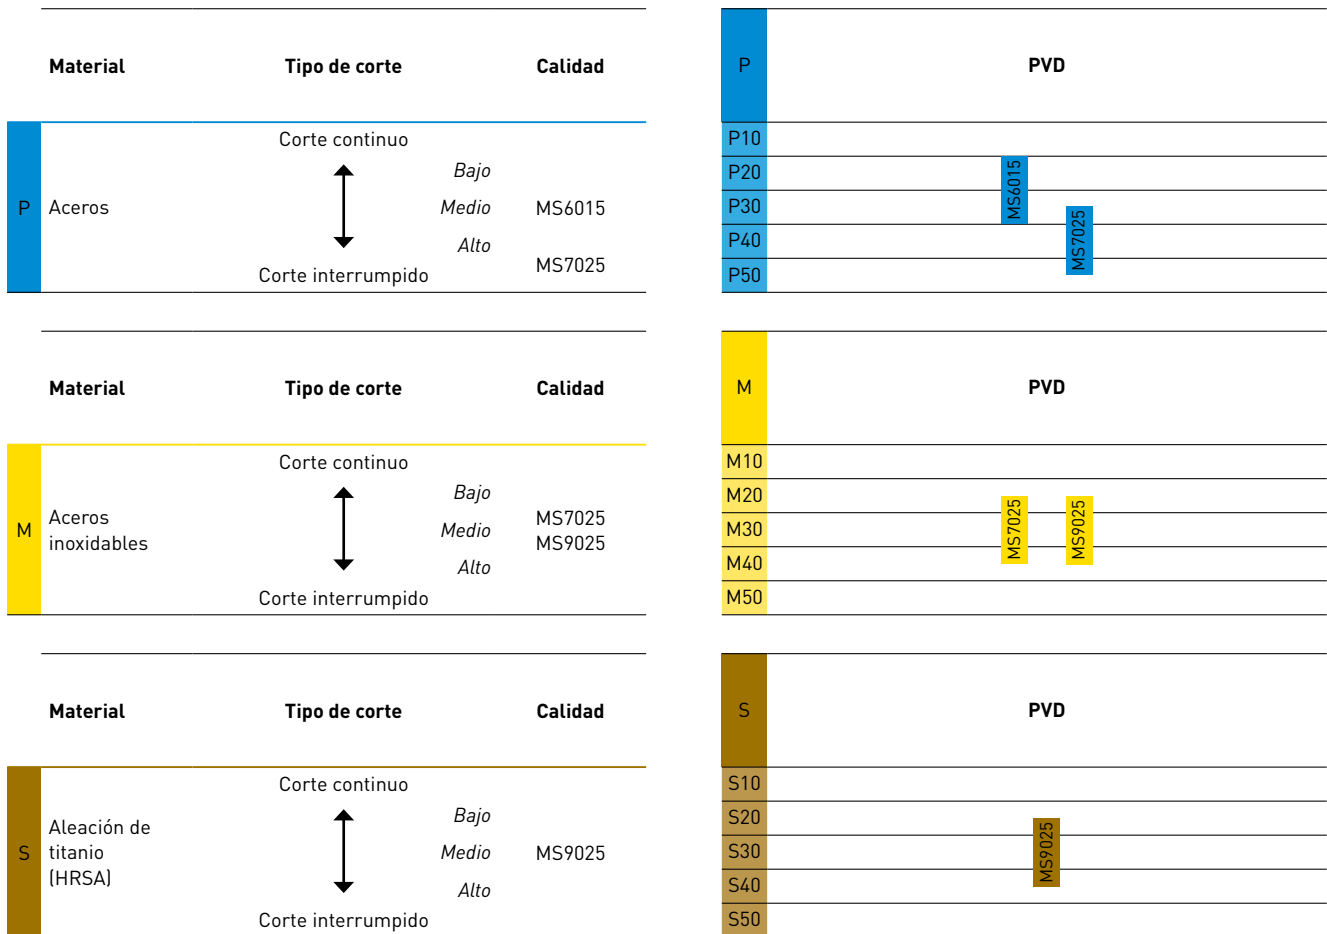 Material Tipo de corte Calidad
P Aceros
Corte continuo
Bajo
Medio MS6015
Alto
MS7025
Corte interrumpido
P PVD
P10
P20
P30
P40
P50
MS6015
MS7025
Material Tipo de corte Calidad
M Aceros
inoxidables
Corte continuo
Bajo
Medio
Alto
MS7025
MS9025
Corte interrumpido
M PVD
M10
M20
M30
M40
M50
MS7025
MS9025
Material Tipo de corte Calidad
S Aleación de
titanio
(HRSA)
Corte continuo
Bajo
Medio MS9025
Alto
Corte interrumpido
S PVD
S10
S20
S30
S40
S50
MS9025